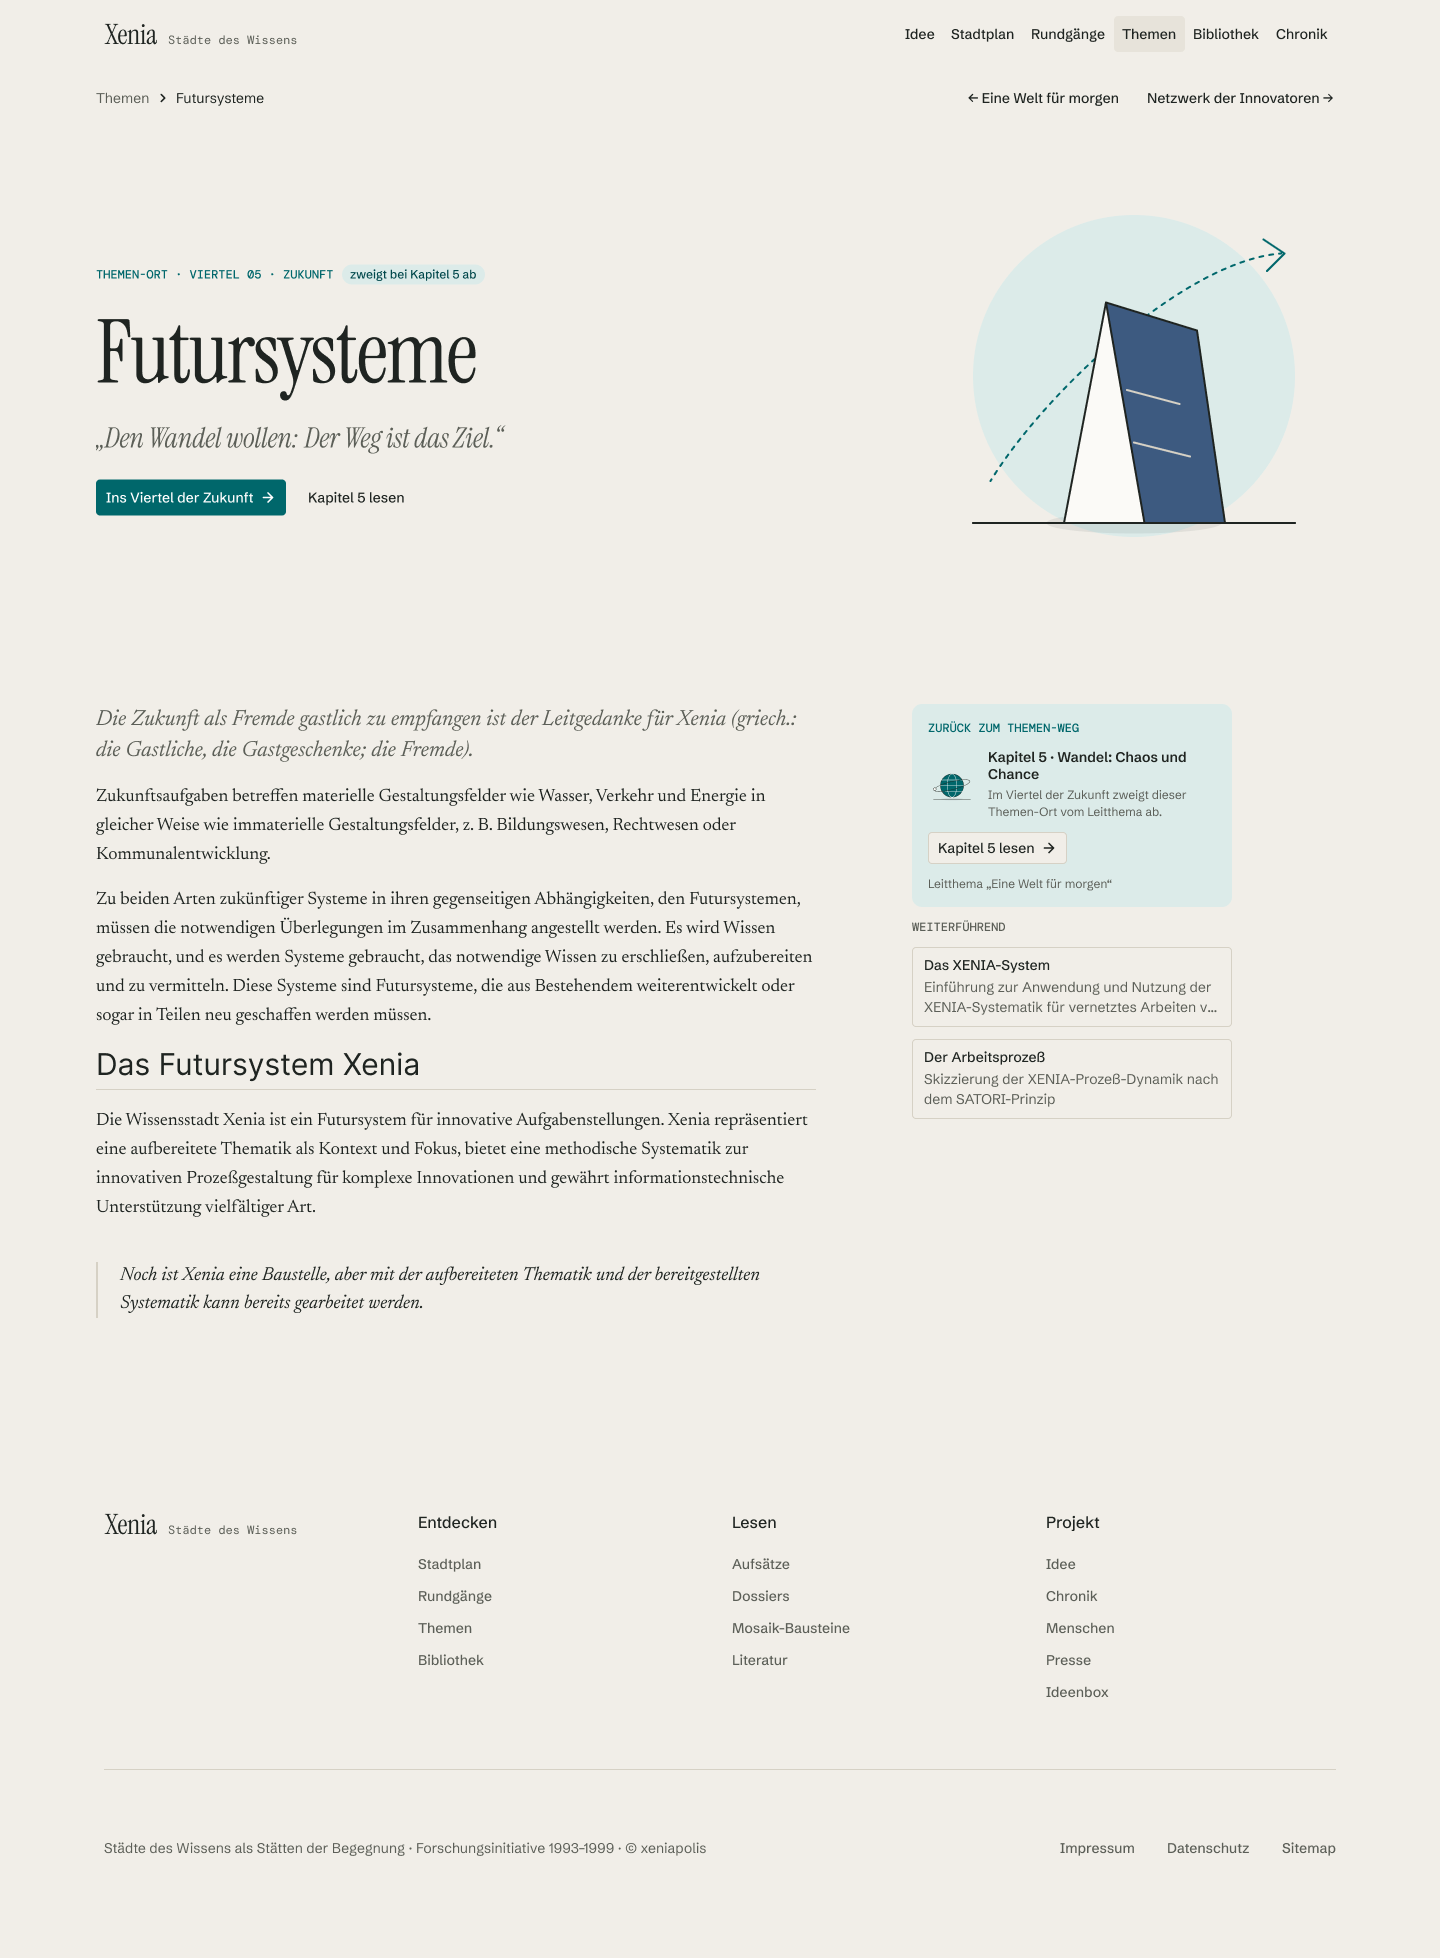 Xenia Städte des Wissens
Idee Stadtplan Rundgänge Themen Bibliothek Chronik
Themen > Futursysteme
← Eine Welt für morgen Netzwerk der Innovatoren →
THEMEN-ORT · VIERTEL 05 · ZUKUNFT zweigt bei Kapitel 5 ab
Futursysteme
„Den Wandel wollen: Der Weg ist das Ziel.“
Ins Viertel der Zukunft → Kapitel 5 lesen
Die Zukunft als Fremde gastlich zu empfangen ist der Leitgedanke für Xenia (griech.:
die Gastliche, die Gastgeschenke; die Fremde).
Zukunftsaufgaben betreffen materielle Gestaltungsfelder wie Wasser, Verkehr und Energie in
gleicher Weise wie immaterielle Gestaltungsfelder, z. B. Bildungswesen, Rechtwesen oder
Kommunalentwicklung.
Zu beiden Arten zukünftiger Systeme in ihren gegenseitigen Abhängigkeiten, den Futursystemen,
müssen die notwendigen Überlegungen im Zusammenhang angestellt werden. Es wird Wissen
gebraucht, und es werden Systeme gebraucht, das notwendige Wissen zu erschließen, aufzubereiten
und zu vermitteln. Diese Systeme sind Futursysteme, die aus Bestehendem weiterentwickelt oder
sogar in Teilen neu geschaffen werden müssen.
Das Futursystem Xenia
Die Wissensstadt Xenia ist ein Futursystem für innovative Aufgabenstellungen. Xenia repräsentiert
eine aufbereitete Thematik als Kontext und Fokus, bietet eine methodische Systematik zur
innovativen Prozeßgestaltung für komplexe Innovationen und gewährt informationstechnische
Unterstützung vielfältiger Art.
Noch ist Xenia eine Baustelle, aber mit der aufbereiteten Thematik und der bereitgestellten
Systematik kann bereits gearbeitet werden.
ZURÜCK ZUM THEMEN-WEG
Kapitel 5 · Wandel: Chaos und
Chance
Im Viertel der Zukunft zweigt dieser
Themen-Ort vom Leitthema ab.
Kapitel 5 lesen →
Leitthema „Eine Welt für morgen“
WEITERFÜHREND
Das XENIA-System
Einführung zur Anwendung und Nutzung der
XENIA-Systematik für vernetztes Arbeiten v...
Der Arbeitsprozeß
Skizzierung der XENIA-Prozeß-Dynamik nach
dem SATORI-Prinzip
Xenia Städte des Wissens
Entdecken
Stadtplan
Rundgänge
Themen
Bibliothek
Lesen
Aufsätze
Dossiers
Mosaik-Bausteine
Literatur
Projekt
Idee
Chronik
Menschen
Presse
Ideenbox
Städte des Wissens als Stätten der Begegnung · Forschungsinitiative 1993–1999 · © xeniapolis
Impressum Datenschutz Sitemap